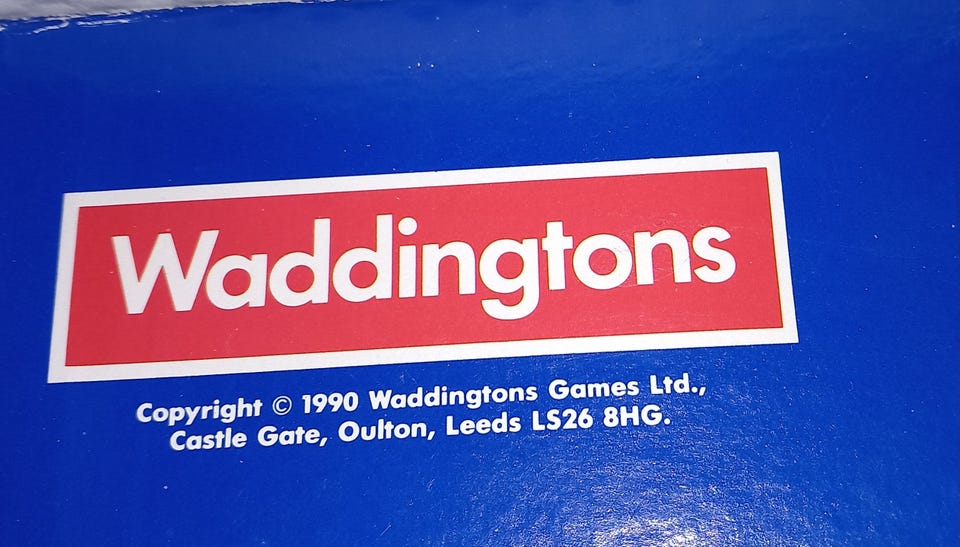 Waddingtons
Copyright © 1990 Waddingtons Games Ltd.,
Castle Gate, Oulton, Leeds LS26 8HG.